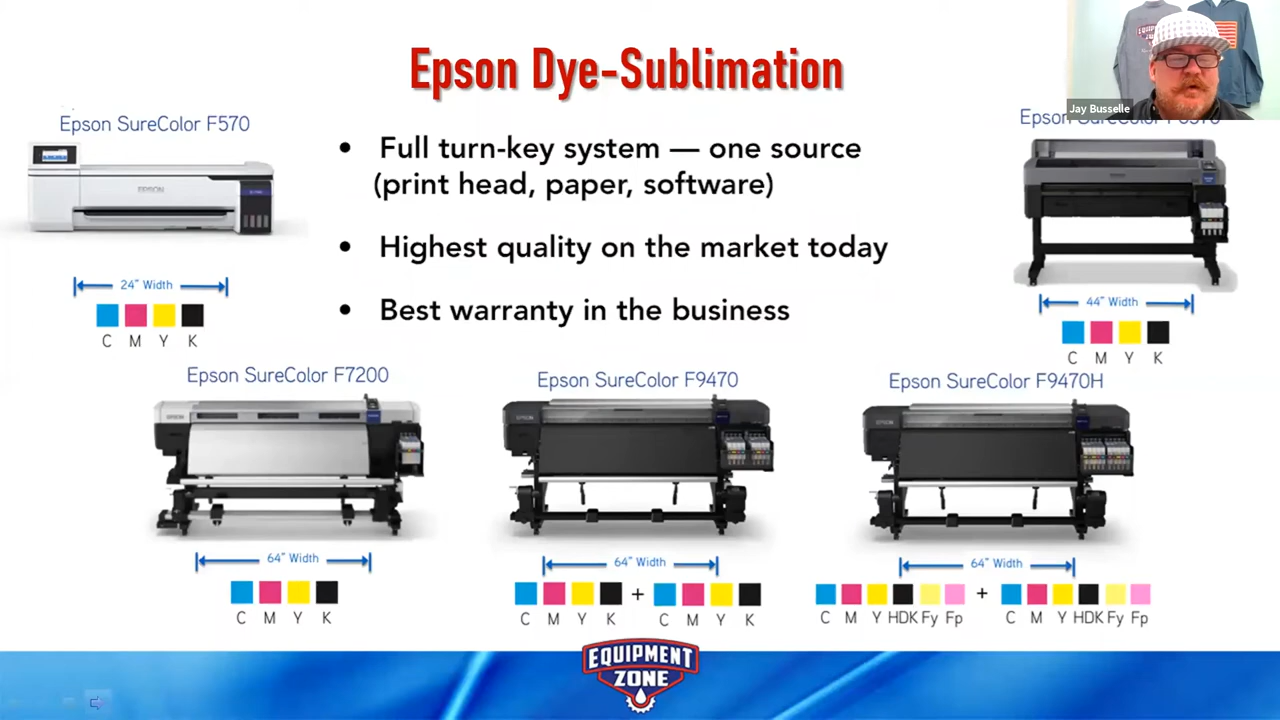 Epson Dye-Sublimation
Jay Busselle
Epson SureColor F570
EPSON
24" Width
C M Y K
• Full turn-key system — one source
(print head, paper, software)
• Highest quality on the market today
• Best warranty in the business
Epson
44" Width
C M Y K
Epson SureColor F7200
64" Width
C M Y K
Epson SureColor F9470
64" Width
C M Y K + C M Y K
Epson SureColor F9470H
64" Width
C M Y HDK Fy Fp + C M Y HDK Fy Fp
EQUIPMENT
ZONE